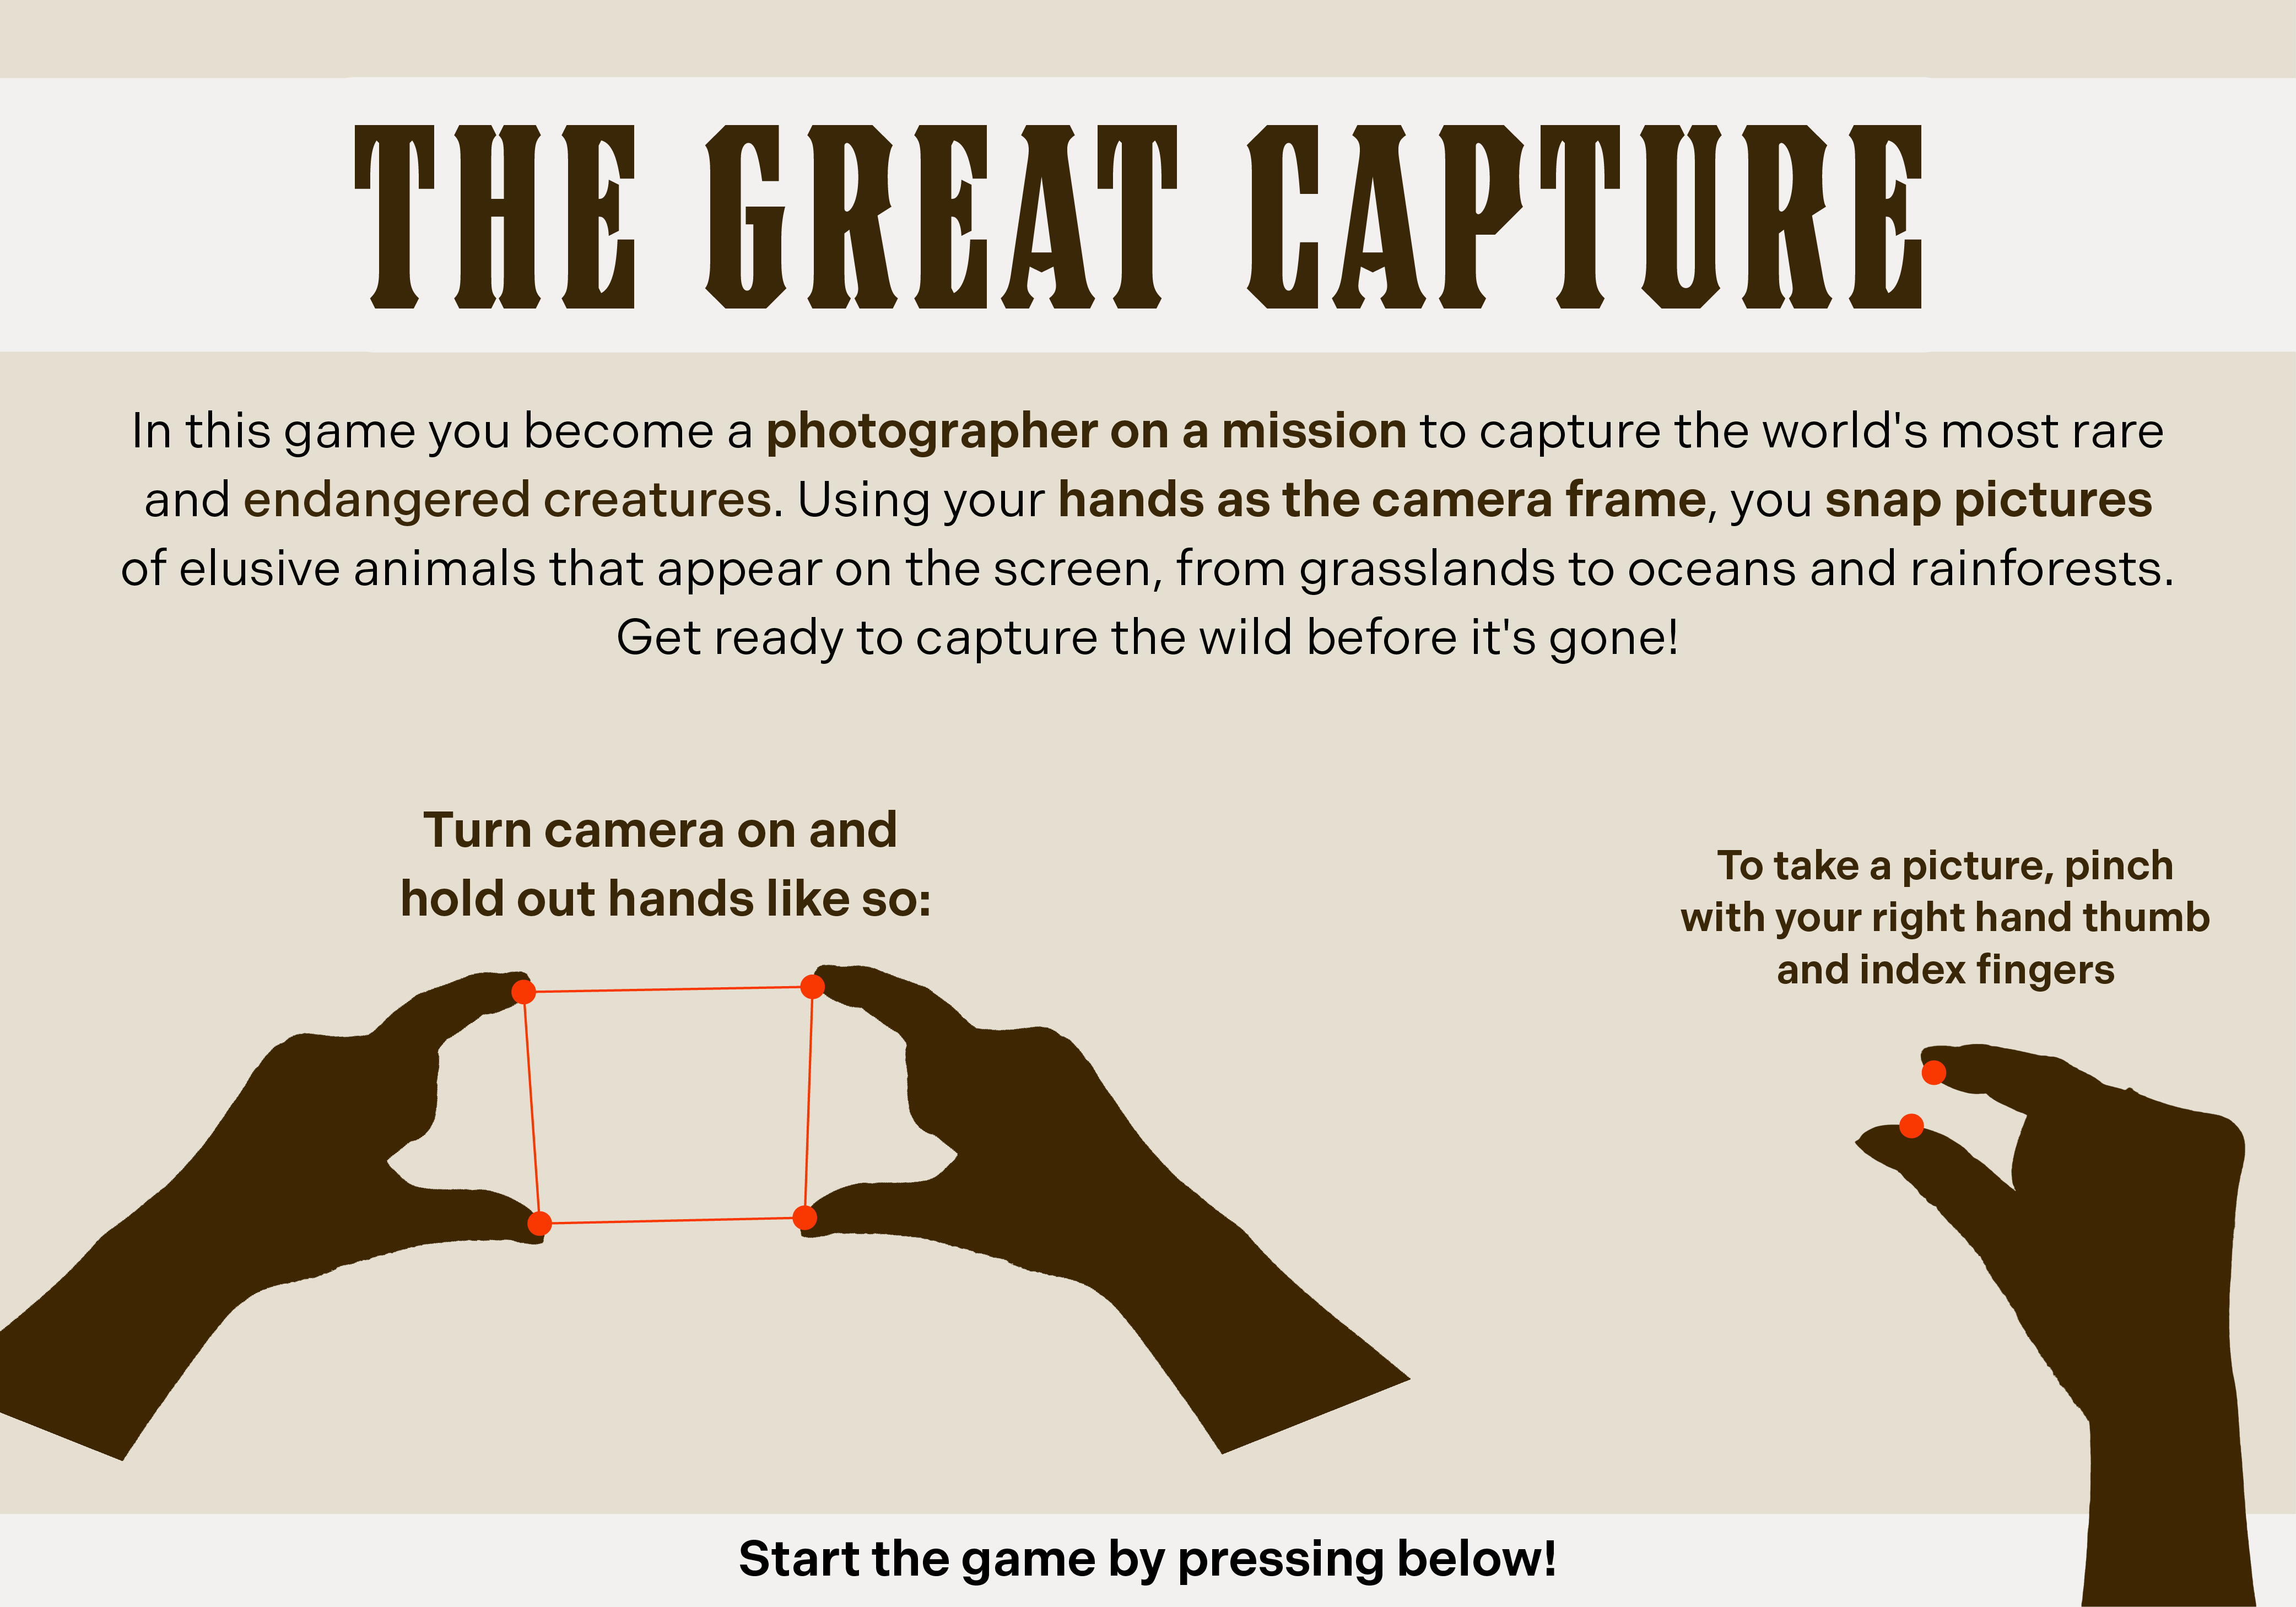 THE GREAT CAPTURE
In this game you become a photographer on a mission to capture the world's most rare
and endangered creatures. Using your hands as the camera frame, you snap pictures
of elusive animals that appear on the screen, from grasslands to oceans and rainforests.
Get ready to capture the wild before it's gone!
Turn camera on and
hold out hands like so:
To take a picture, pinch
with your right hand thumb
and index fingers
Start the game by pressing below!